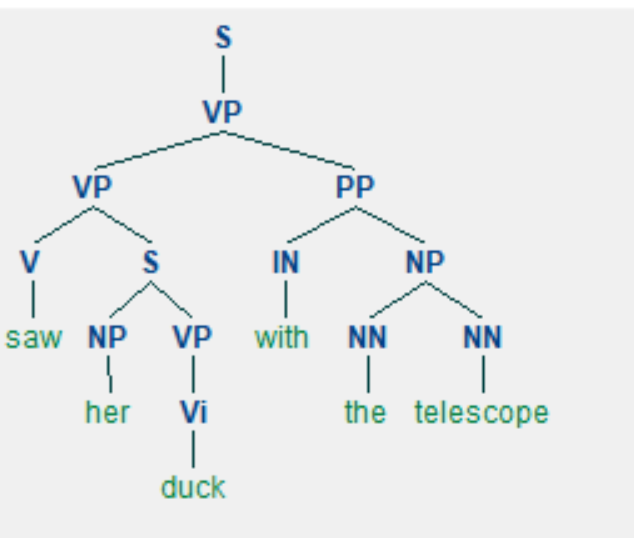 S
VP
VP PP
V S IN NP
saw NP VP with NN NN
her Vi the telescope
duck